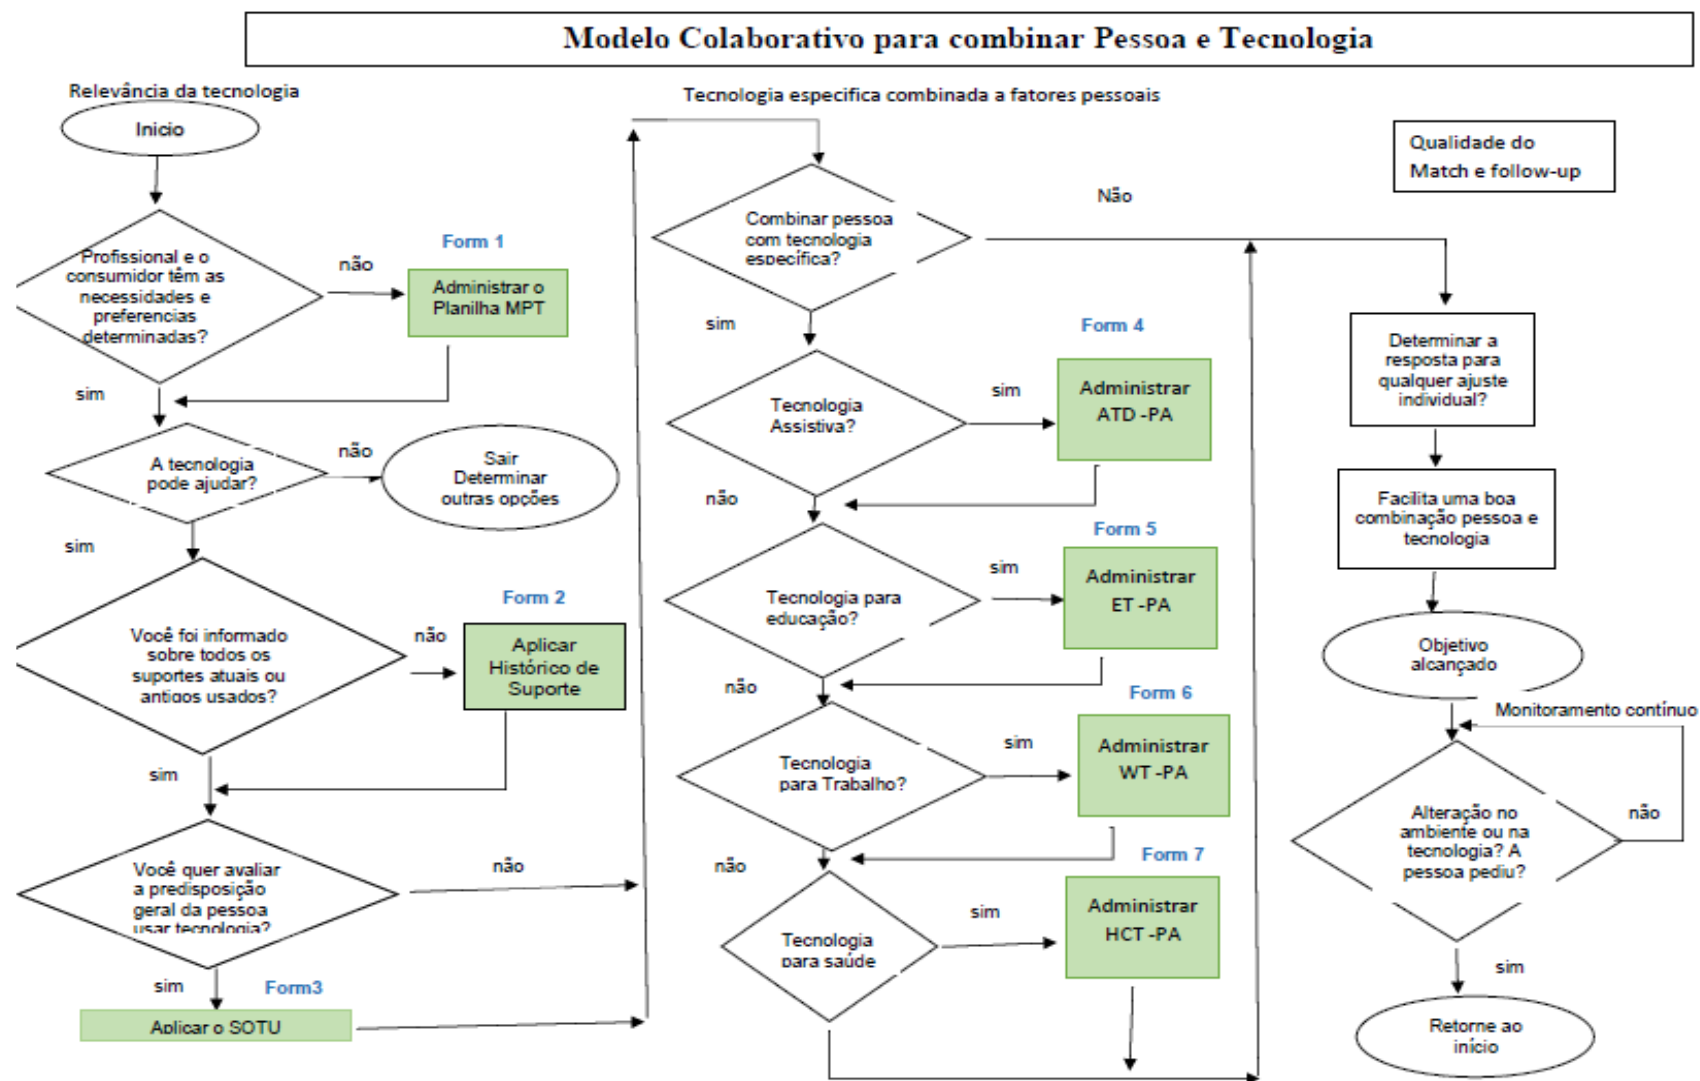 Modelo Colaborativo para combinar Pessoa e Tecnologia
Relevância da tecnologia
Inicio
Profissional e o
consumidor têm as
necessidades e
preferencias
determinadas?
não
Form 1
Administrar o
Planilha MPT
sim
A tecnologia
pode ajudar?
não
Sair
Determinar
outras opções
sim
Você foi informado
sobre todos os
suportes atuais ou
antigos usados?
não
Form 2
Aplicar
Histórico de
Suporte
sim
Você quer avaliar
a predisposição
geral da pessoa
usar tecnologia?
não
sim
Form3
Aplicar o SOTU
Tecnologia especifica combinada a fatores pessoais
Combinar pessoa
com tecnologia
específica?
Não
sim
Tecnologia
Assistiva?
sim
Form 4
Administrar
ATD -PA
não
Tecnologia para
educação?
sim
Form 5
Administrar
ET -PA
não
Tecnologia
para Trabalho?
sim
Form 6
Administrar
WT -PA
não
Tecnologia
para saúde
sim
Form 7
Administrar
HCT -PA
Qualidade do
Match e follow-up
Determinar a
resposta para
qualquer ajuste
individual?
Facilita uma boa
combinação pessoa e
tecnologia
Objetivo
alcançado
Monitoramento contínuo
Alteração no
ambiente ou na
tecnologia? A
pessoa pediu?
não
sim
Retorne ao
início